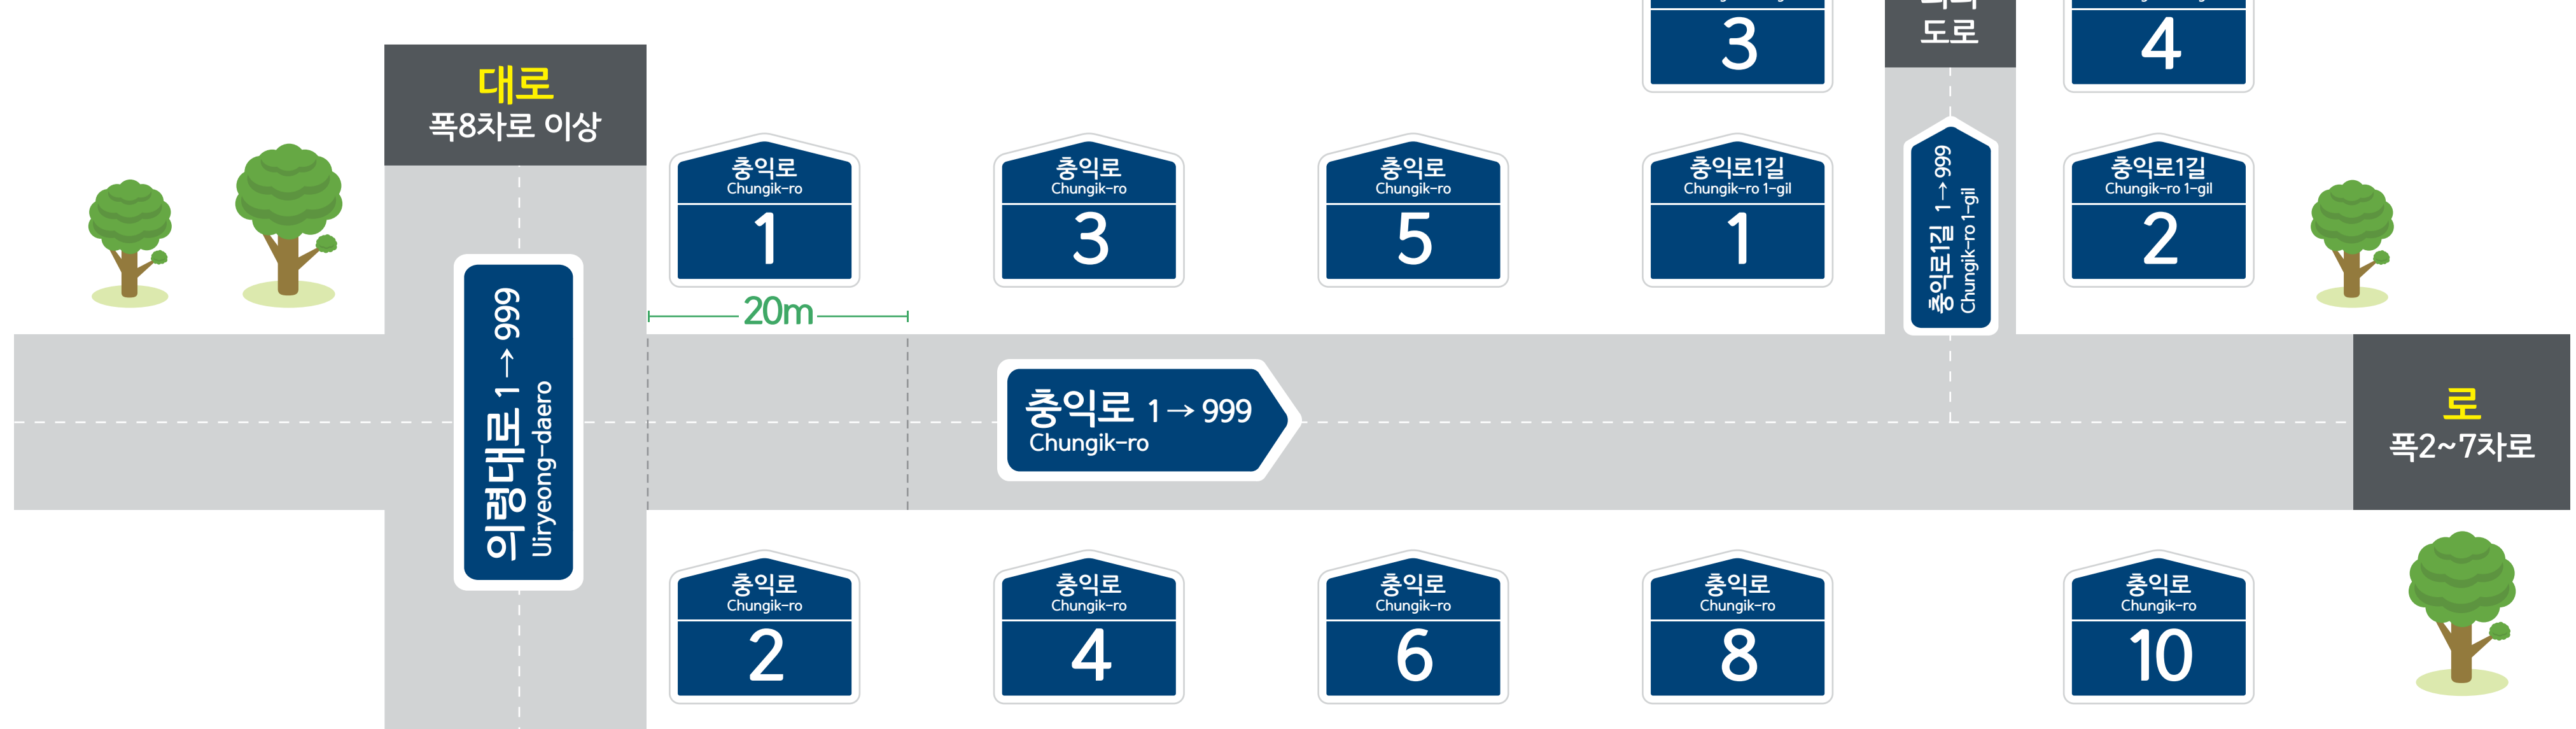 3
도로
4
대로
폭8차로 이상
충익로
Chungik-ro
1
충익로
Chungik-ro
3
충익로
Chungik-ro
5
충익로1길
Chungik-ro 1-gil
1
충익로1길 1→999
Chungik-ro 1-gil
충익로1길
Chungik-ro 1-gil
2
20m
의령대로 1→999
Uiryeong-daero
충익로 1→999
Chungik-ro
로
폭2~7차로
충익로
Chungik-ro
2
충익로
Chungik-ro
4
충익로
Chungik-ro
6
충익로
Chungik-ro
8
충익로
Chungik-ro
10